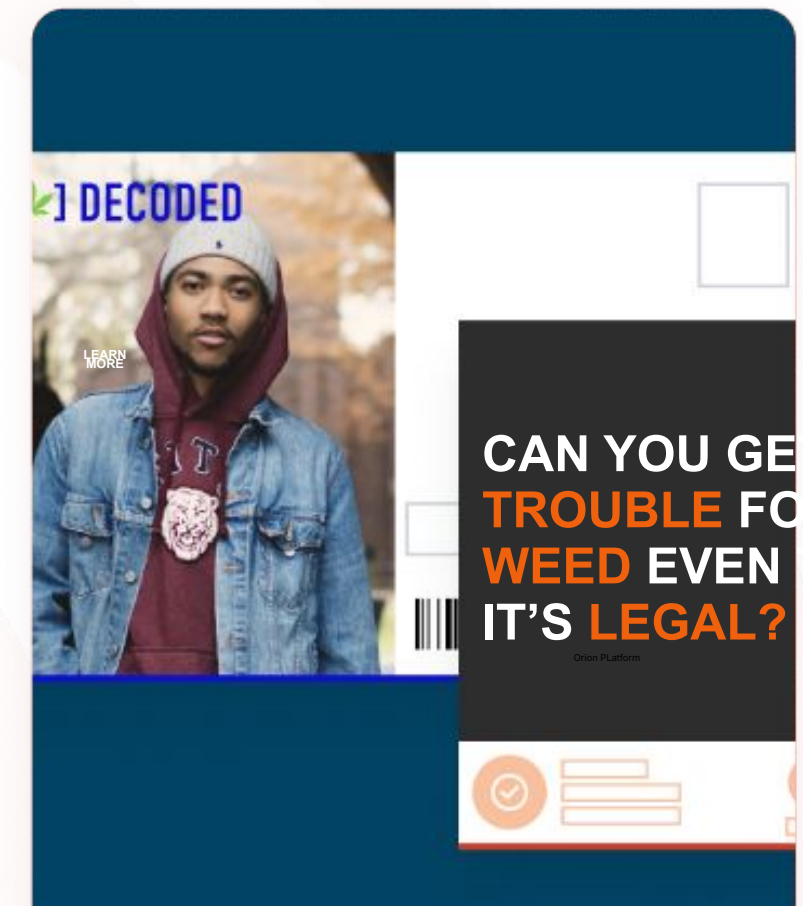 ] DECODED
LEARN
MORE
CAN YOU GE
TROUBLE FO
WEED EVEN
IT'S LEGAL?
Orion PLatform